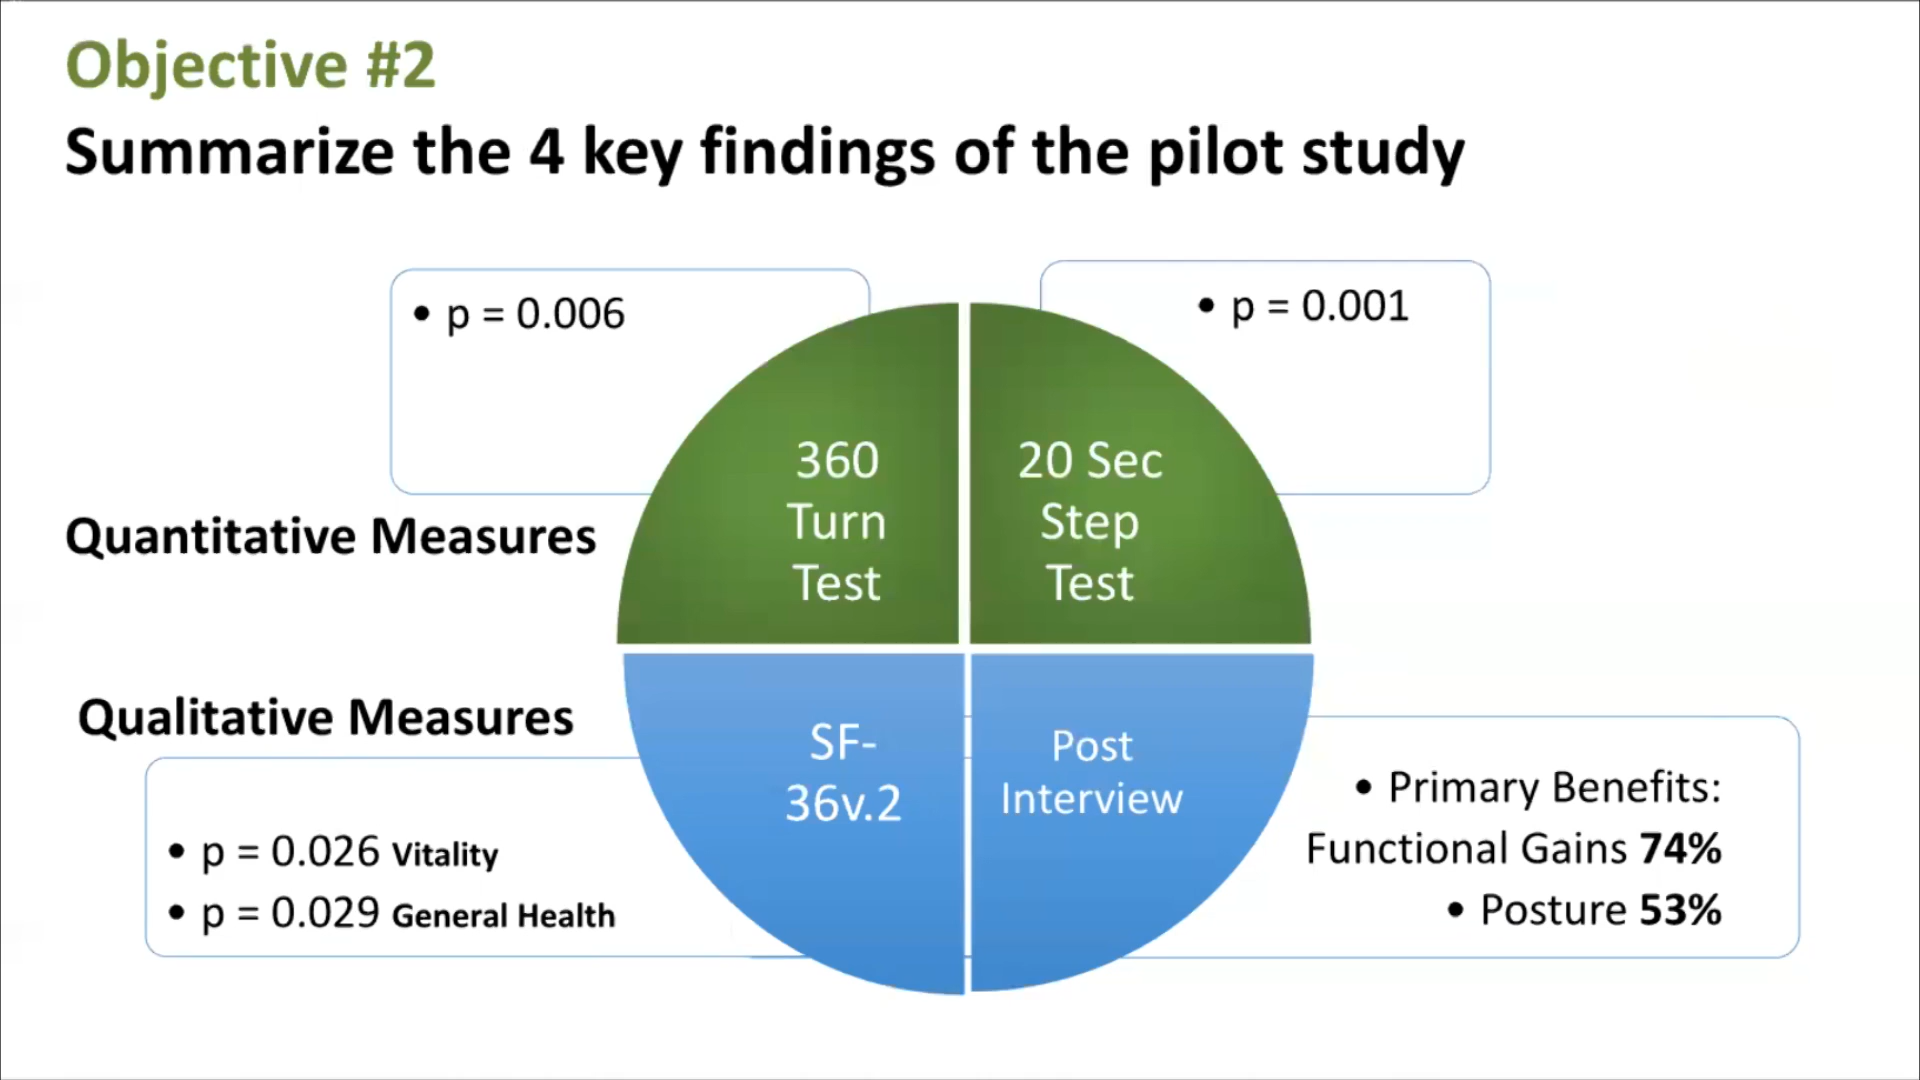 Objective #2
Summarize the 4 key findings of the pilot study
• p = 0.006
• p = 0.001
360
Turn
Test
20 Sec
Step
Test
Quantitative Measures
Qualitative Measures
SF-
36v.2
Post
Interview
• p = 0.026 Vitality
• p = 0.029 General Health
• Primary Benefits:
Functional Gains 74%
• Posture 53%